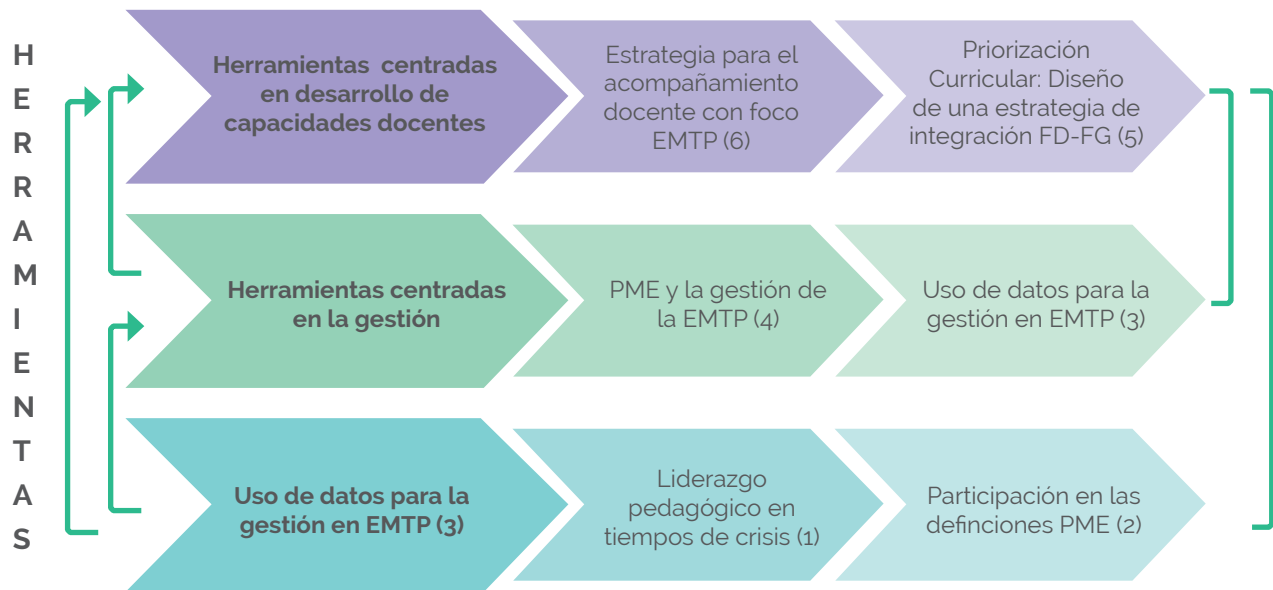 HERRAMIENTAS
Herramientas centradas
en desarrollo de
capacidades docentes
Estrategia para el
acompañamiento
docente con foco
EMTP (6)
Priorización
Curricular: Diseño
de una estrategia de
integración FD-FG (5)
Herramientas centradas
en la gestión
PME y la gestión de
la EMTP (4)
Uso de datos para la
gestión en EMTP (3)
Uso de datos para la
gestión en EMTP (3)
Liderazgo
pedagógico en
tiempos de crisis (1)
Participación en las
definciones PME (2)